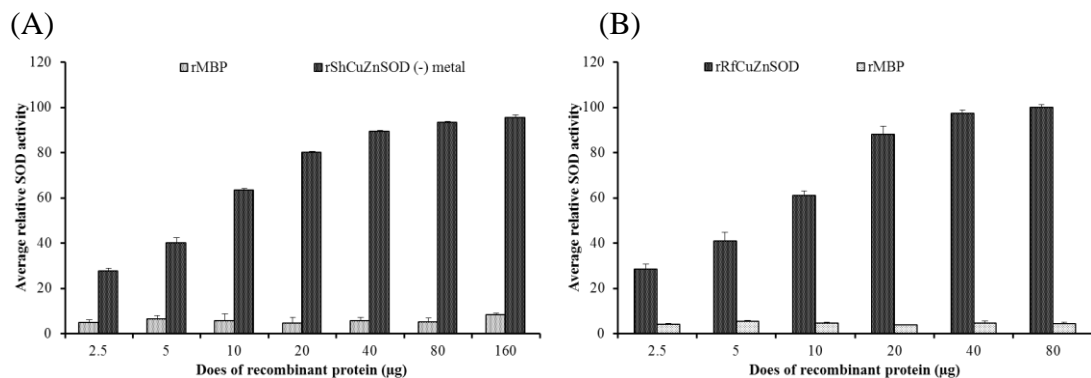 (A)
(B)
120
rMBP
rShCuZnSOD (-) metal
100
80
60
40
20
0
Average relative SOD activity
2.5 5 10 20 40 80 160
Does of recombinant protein (µg)
120
rRfCuZnSOD
rMBP
100
80
60
40
20
0
Average relative SOD activity
2.5 5 10 20 40 80
Does of recombinant protein (µg)